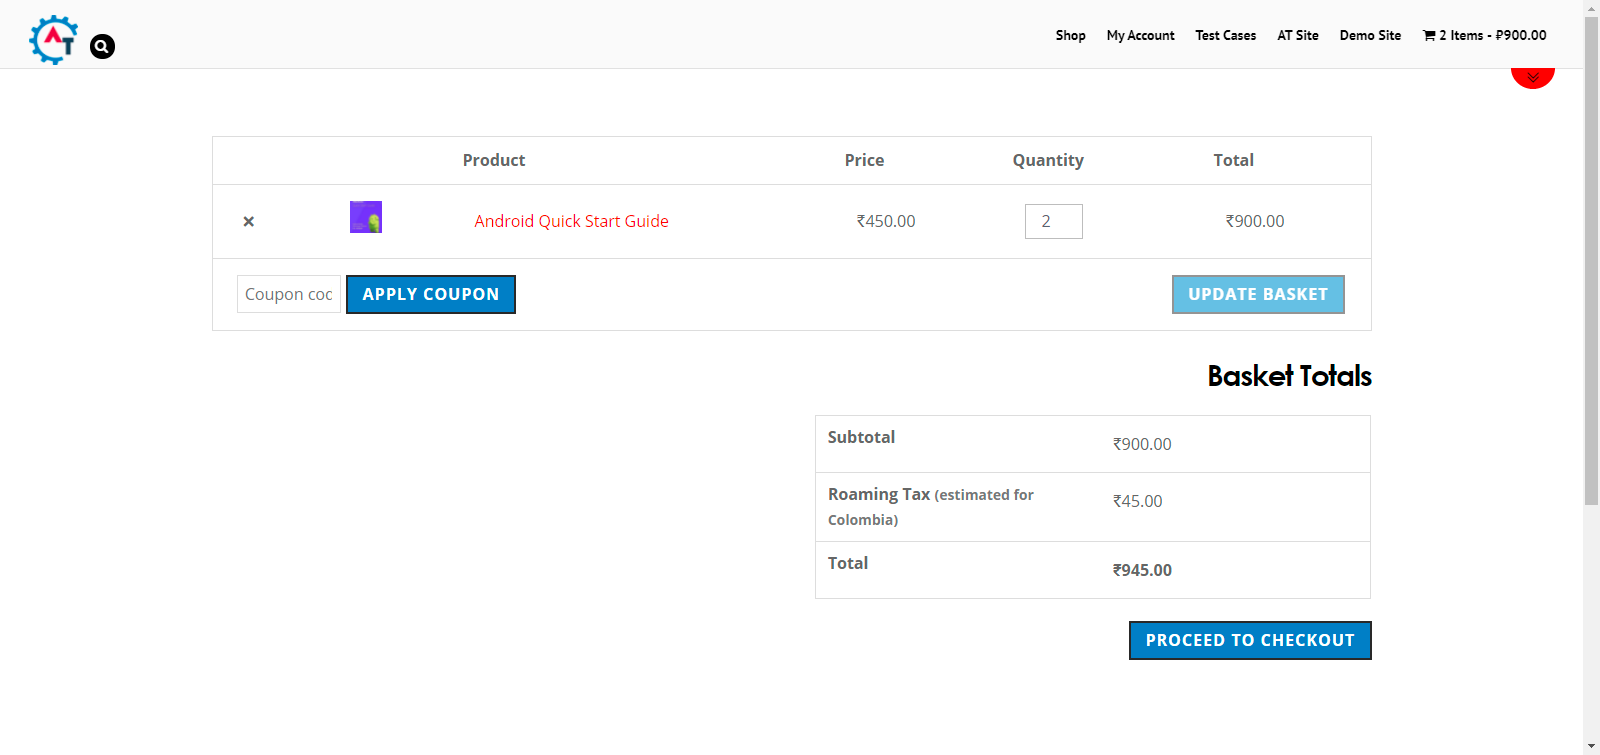 AT
Shop My Account Test Cases AT Site Demo Site 2 Items - ₹900.00
Product Price Quantity Total
× Android Quick Start Guide ₹450.00 2 ₹900.00
Coupon coc APPLY COUPON UPDATE BASKET
Basket Totals
Subtotal ₹900.00
Roaming Tax (estimated for
Colombia) ₹45.00
Total ₹945.00
PROCEED TO CHECKOUT